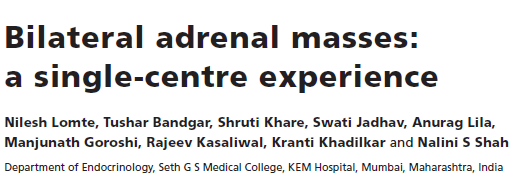 Bilateral adrenal masses:
a single-centre experience
Nilesh Lomte, Tushar Bandgar, Shruti Khare, Swati Jadhav, Anurag Lila,
Manjunath Goroshi, Rajeev Kasaliwal, Kranti Khadilkar and Nalini S Shah
Department of Endocrinology, Seth G S Medical College, KEM Hospital, Mumbai, Maharashtra, India